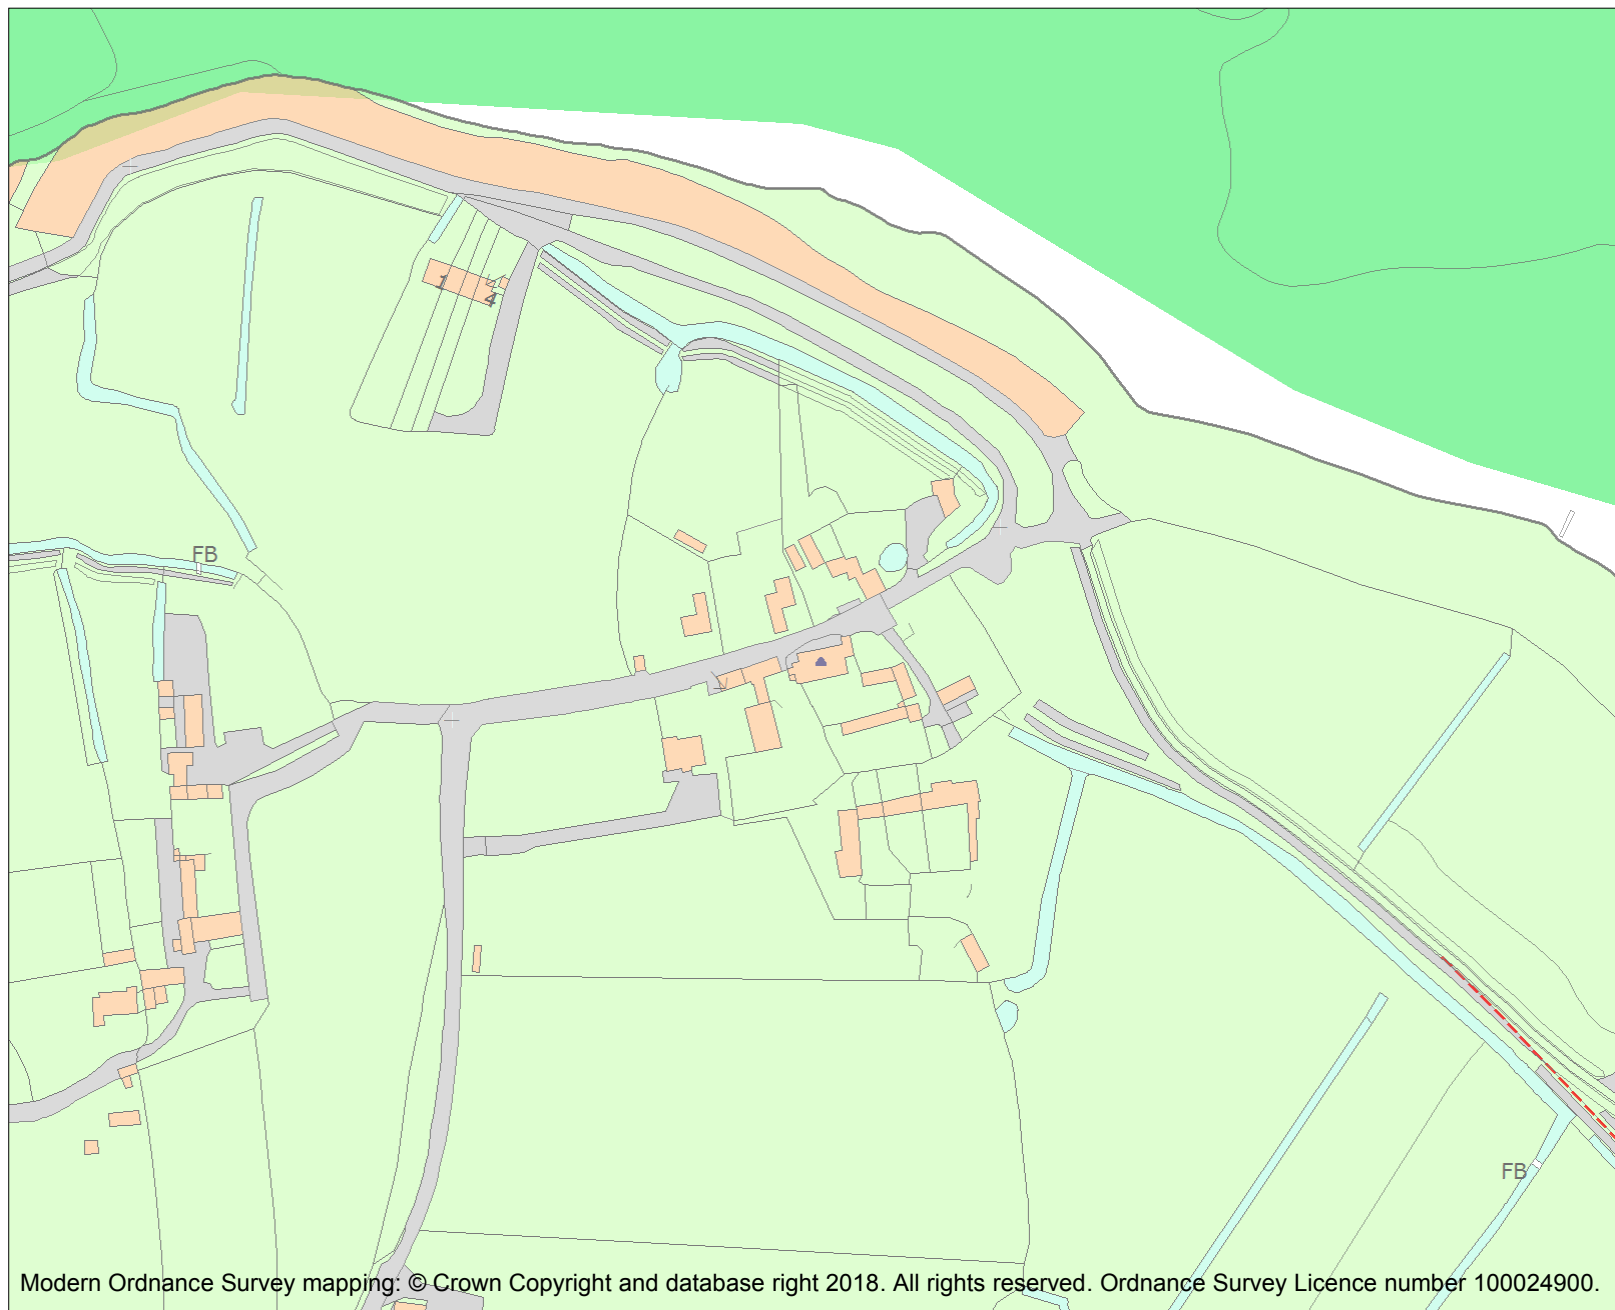 1
4
FB
FB
Modern Ordnance Survey mapping: © Crown Copyright and database right 2018. All rights reserved. Ordnance Survey Licence number 100024900.